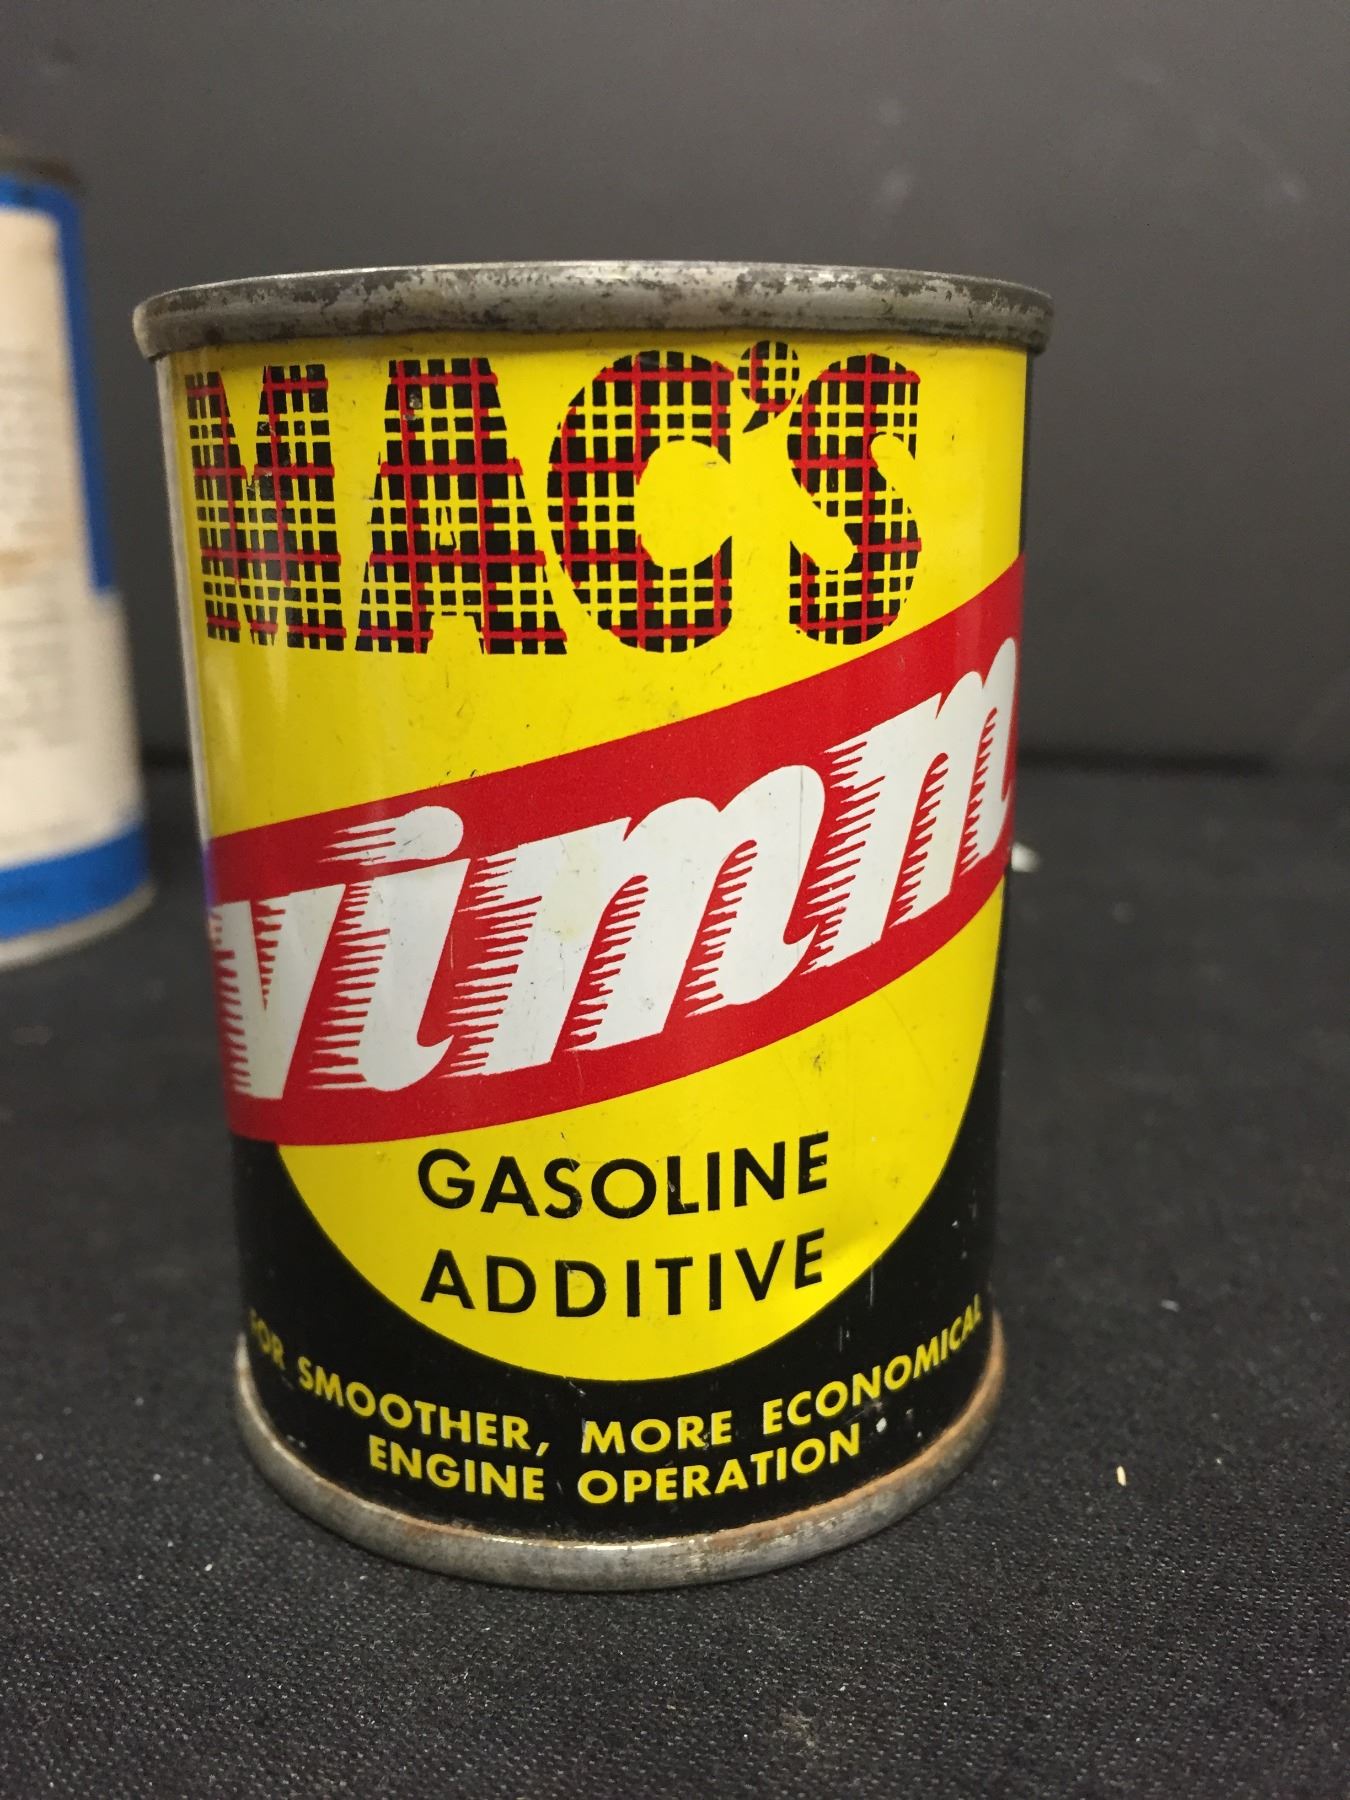 MAC'S
vimm
GASOLINE
ADDITIVE
FOR SMOOTHER, MORE ECONOMICAL
ENGINE OPERATION